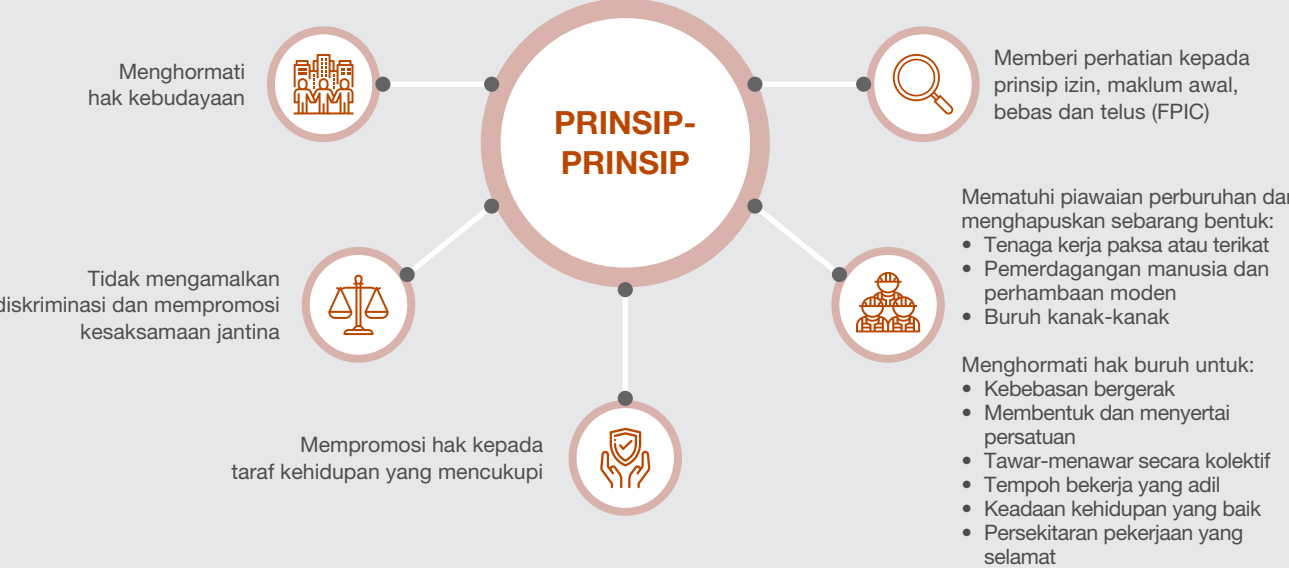 PRINSIP-
PRINSIP
Menghormati
hak kebudayaan
Tidak mengamalkan
diskriminasi dan mempromosi
kesaksamaan jantina
Mempromosi hak kepada
taraf kehidupan yang mencukupi
Memberi perhatian kepada
prinsip izin, maklum awal,
bebas dan telus (FPIC)
Mematuhi piawaian perburuhan dan
menghapuskan sebarang bentuk:
• Tenaga kerja paksa atau terikat
• Pemerdagangan manusia dan
perhambaan moden
• Buruh kanak-kanak
Menghormati hak buruh untuk:
• Kebebasan bergerak
• Membentuk dan menyertai
persatuan
• Tawar-menawar secara kolektif
• Tempoh bekerja yang adil
• Keadaan kehidupan yang baik
• Persekitaran pekerjaan yang
selamat